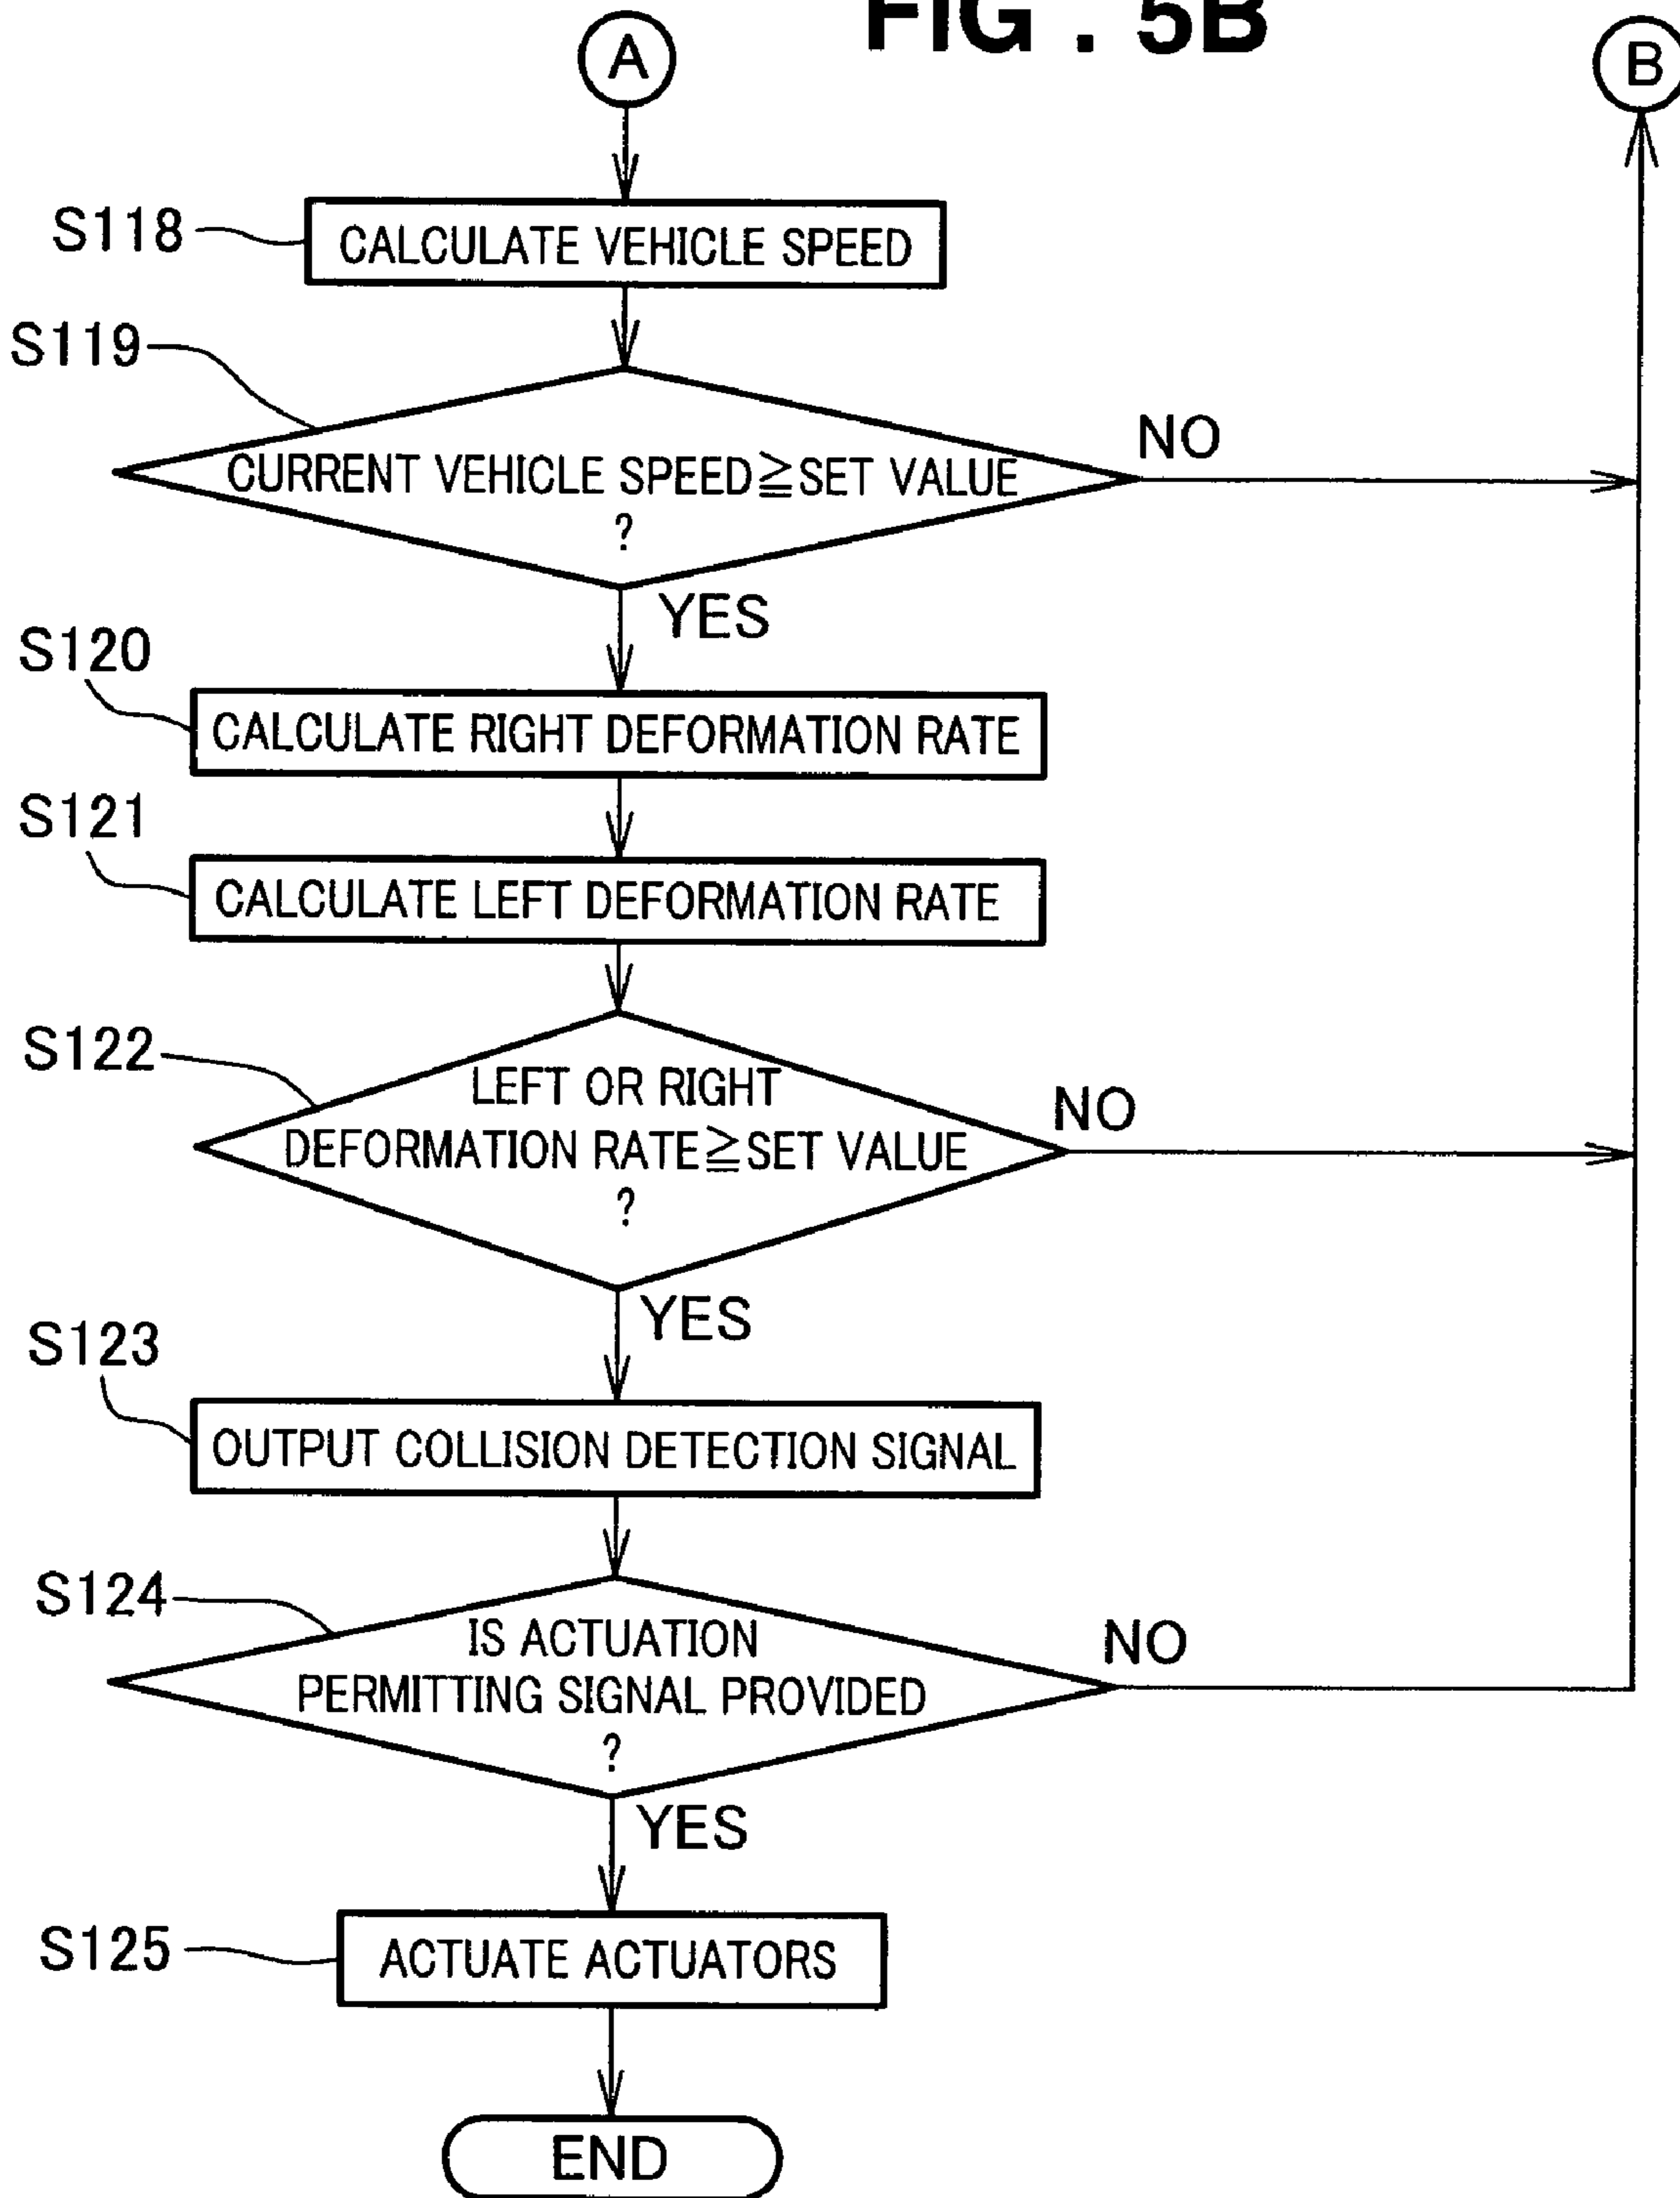 FIG . 5B
A
B
S118
CALCULATE VEHICLE SPEED
S119
CURRENT VEHICLE SPEED≧SET VALUE
?
NO
YES
S120
CALCULATE RIGHT DEFORMATION RATE
S121
CALCULATE LEFT DEFORMATION RATE
S122
LEFT OR RIGHT
DEFORMATION RATE≧SET VALUE
?
NO
YES
S123
OUTPUT COLLISION DETECTION SIGNAL
S124
IS ACTUATION
PERMITTING SIGNAL PROVIDED
?
NO
YES
S125
ACTUATE ACTUATORS
END